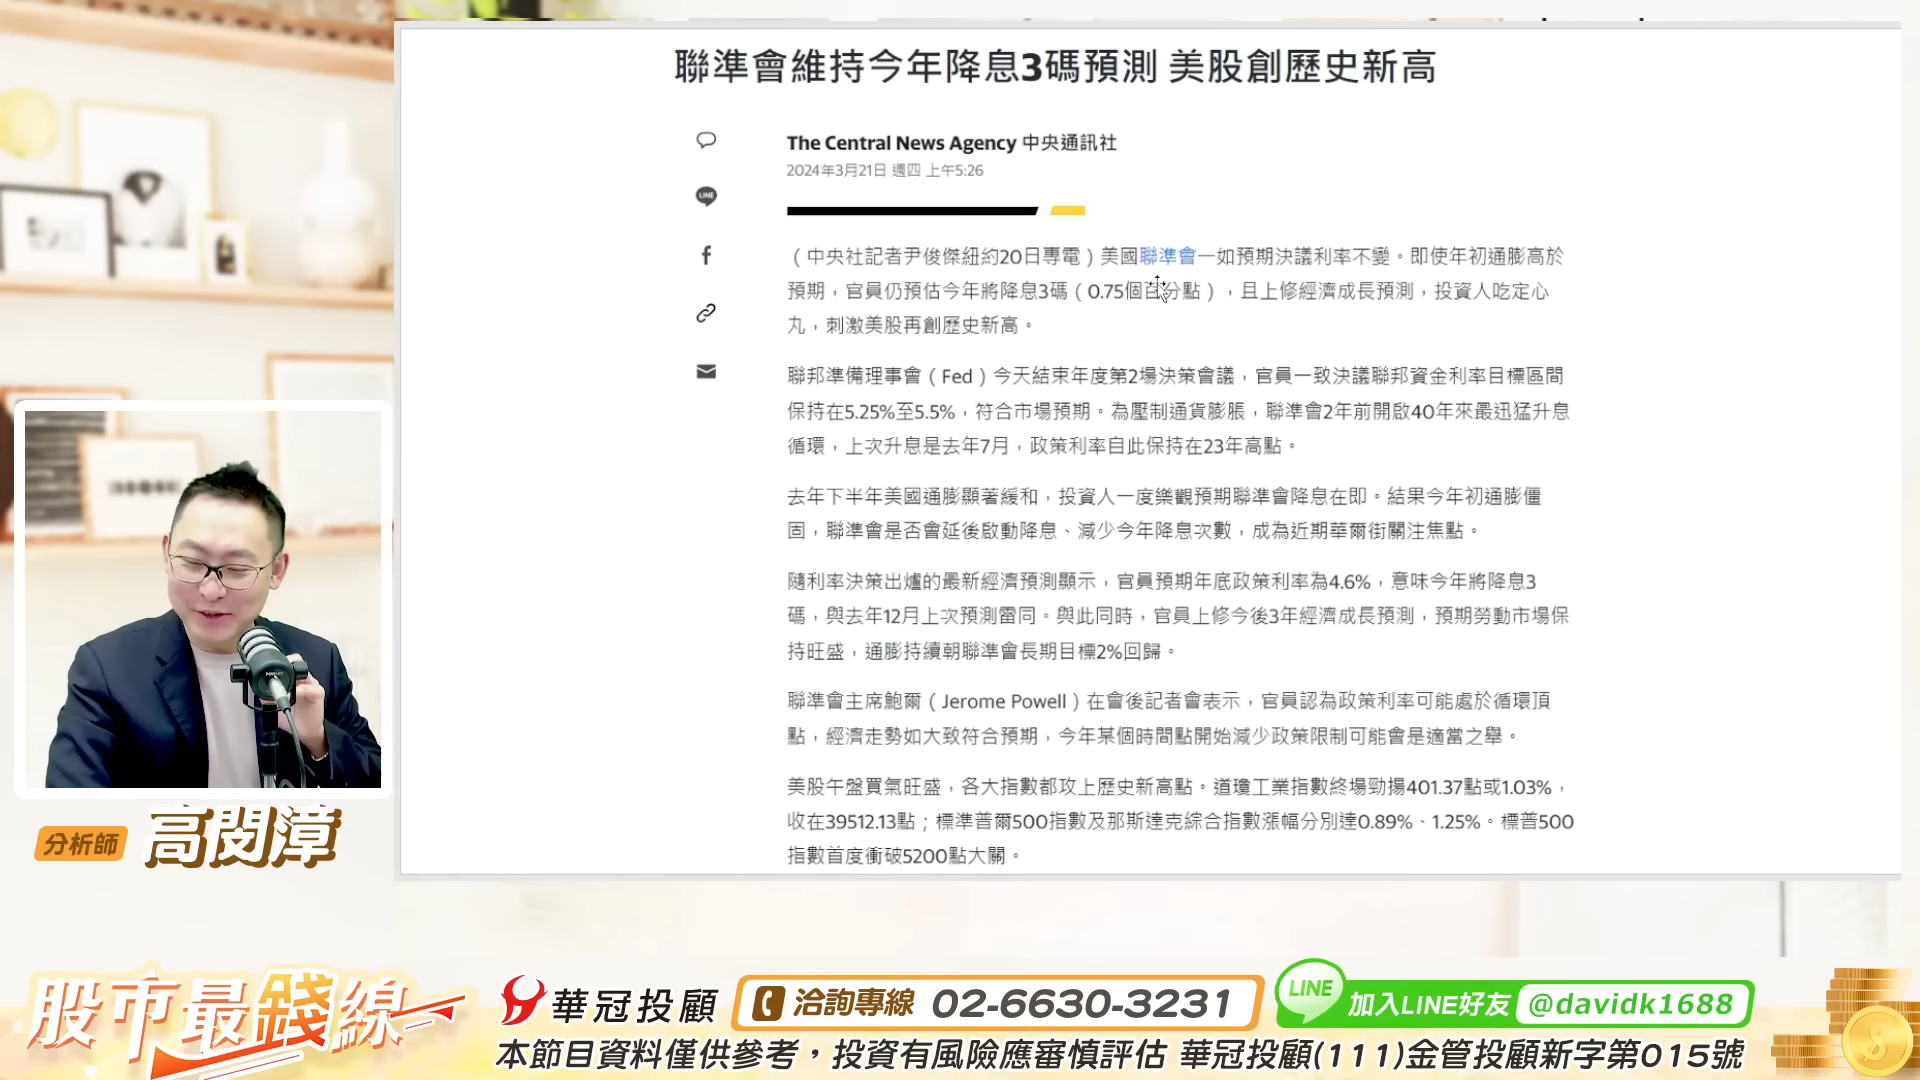 聯準會維持今年降息3碼預測 美股創歷史新高
The Central News Agency 中央通訊社
2024年3月21日 週四 上午5:26
LINE
（中央社記者尹俊傑紐約20日專電）美國聯準會一如預期決議利率不變。即使年初通膨高於
預期，官員仍預估今年將降息3碼（0.75個百分點），且上修經濟成長預測，投資人吃定心
丸，刺激美股再創歷史新高。
聯邦準備理事會（Fed）今天結束年度第2場決策會議，官員一致決議聯邦資金利率目標區間
保持在5.25%至5.5%，符合市場預期。為壓制通貨膨脹，聯準會2年前開啟40年來最迅猛升息
循環，上次升息是去年7月，政策利率自此保持在23年高點。
去年下半年美國通膨顯著緩和，投資人一度樂觀預期聯準會降息在即。結果今年初通膨僵
固，聯準會是否會延後啟動降息、減少今年降息次數，成為近期華爾街關注焦點。
隨利率決策出爐的最新經濟預測顯示，官員預期年底政策利率為4.6%，意味今年將降息3
碼，與去年12月上次預測雷同。與此同時，官員上修今後3年經濟成長預測，預期勞動市場保
持旺盛，通膨持續朝聯準會長期目標2%回歸。
聯準會主席鮑爾（Jerome Powell）在會後記者會表示，官員認為政策利率可能處於循環頂
點，經濟走勢如大致符合預期，今年某個時間點開始減少政策限制可能會是適當之舉。
美股午盤買氣旺盛，各大指數都攻上歷史新高點。道瓊工業指數終場勁揚401.37點或1.03%，
收在39512.13點；標準普爾500指數及那斯達克綜合指數漲幅分別達0.89%、1.25%。標普500
指數首度衝破5200點大關。
分析師 高閔漳
股市最錢線
華冠投顧 洽詢專線 02-6630-3231
LINE 加入LINE好友 @davidk1688
本節目資料僅供參考，投資有風險應審慎評估 華冠投顧(111)金管投顧新字第015號